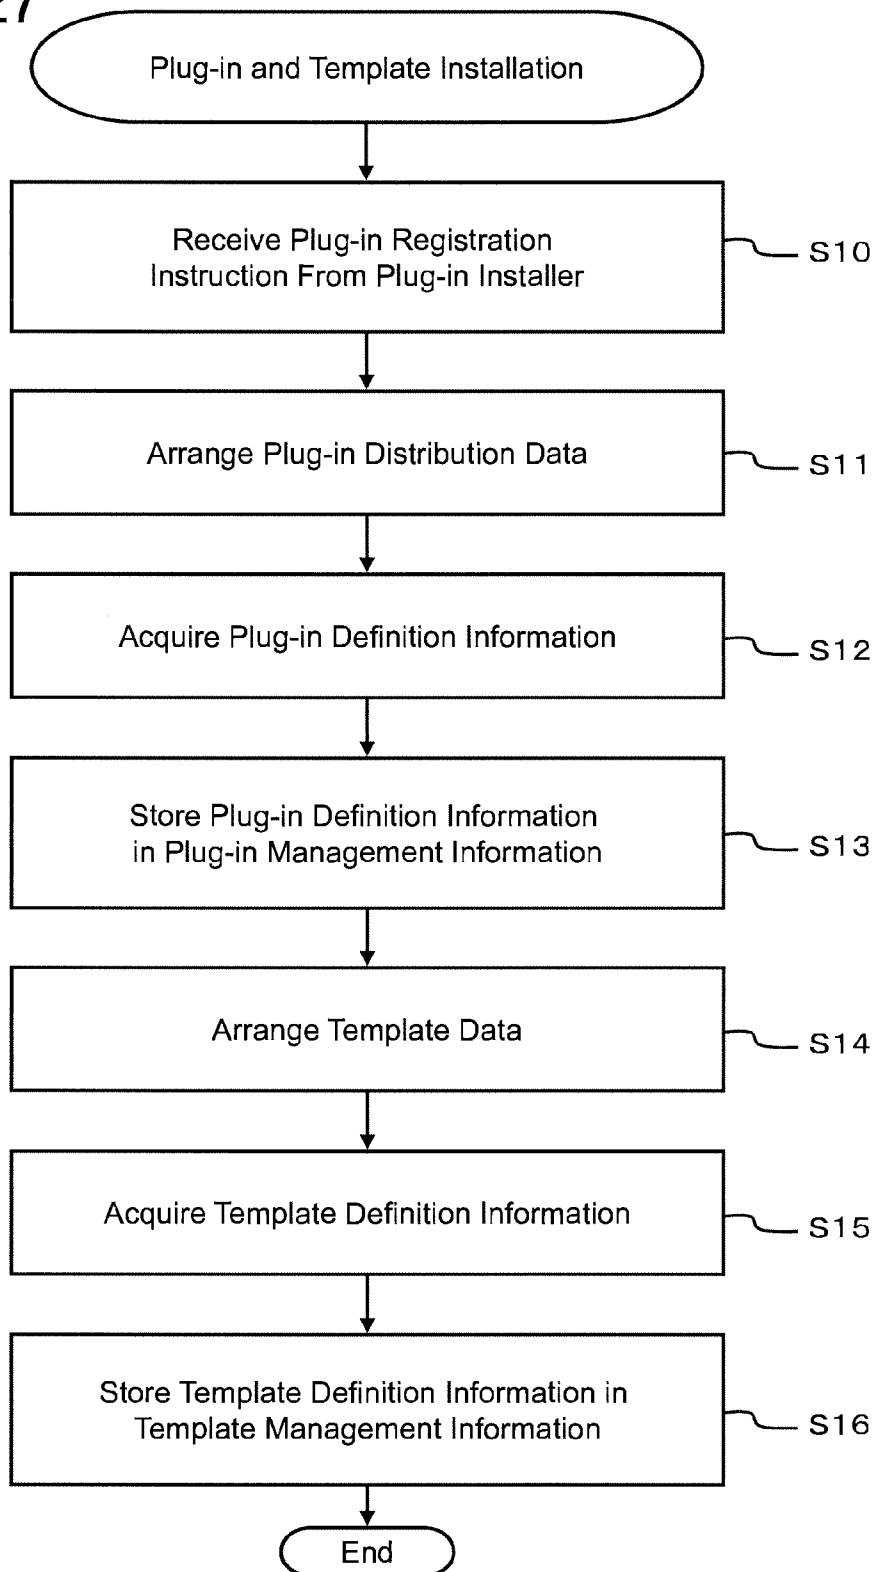 27
Plug-in and Template Installation
Receive Plug-in Registration
Instruction From Plug-in Installer
S10
Arrange Plug-in Distribution Data
S11
Acquire Plug-in Definition Information
S12
Store Plug-in Definition Information
in Plug-in Management Information
S13
Arrange Template Data
S14
Acquire Template Definition Information
S15
Store Template Definition Information in
Template Management Information
S16
End